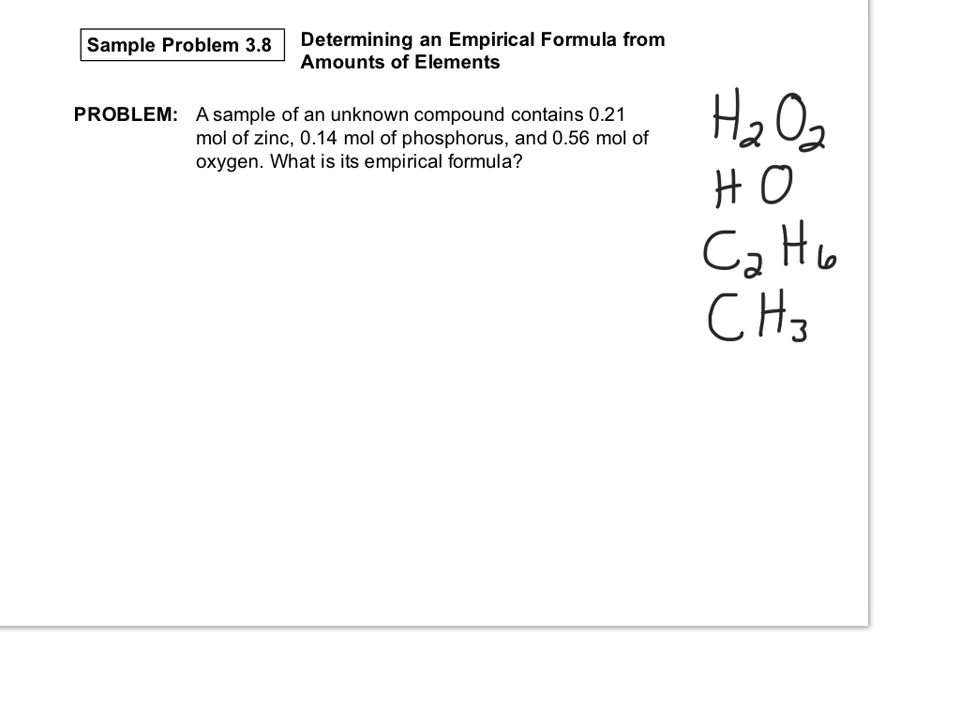 Sample Problem 3.8
Determining an Empirical Formula from
Amounts of Elements
PROBLEM: A sample of an unknown compound contains 0.21
mol of zinc, 0.14 mol of phosphorus, and 0.56 mol of
oxygen. What is its empirical formula?
H₂O₂
HO
C₂H₆
CH₃